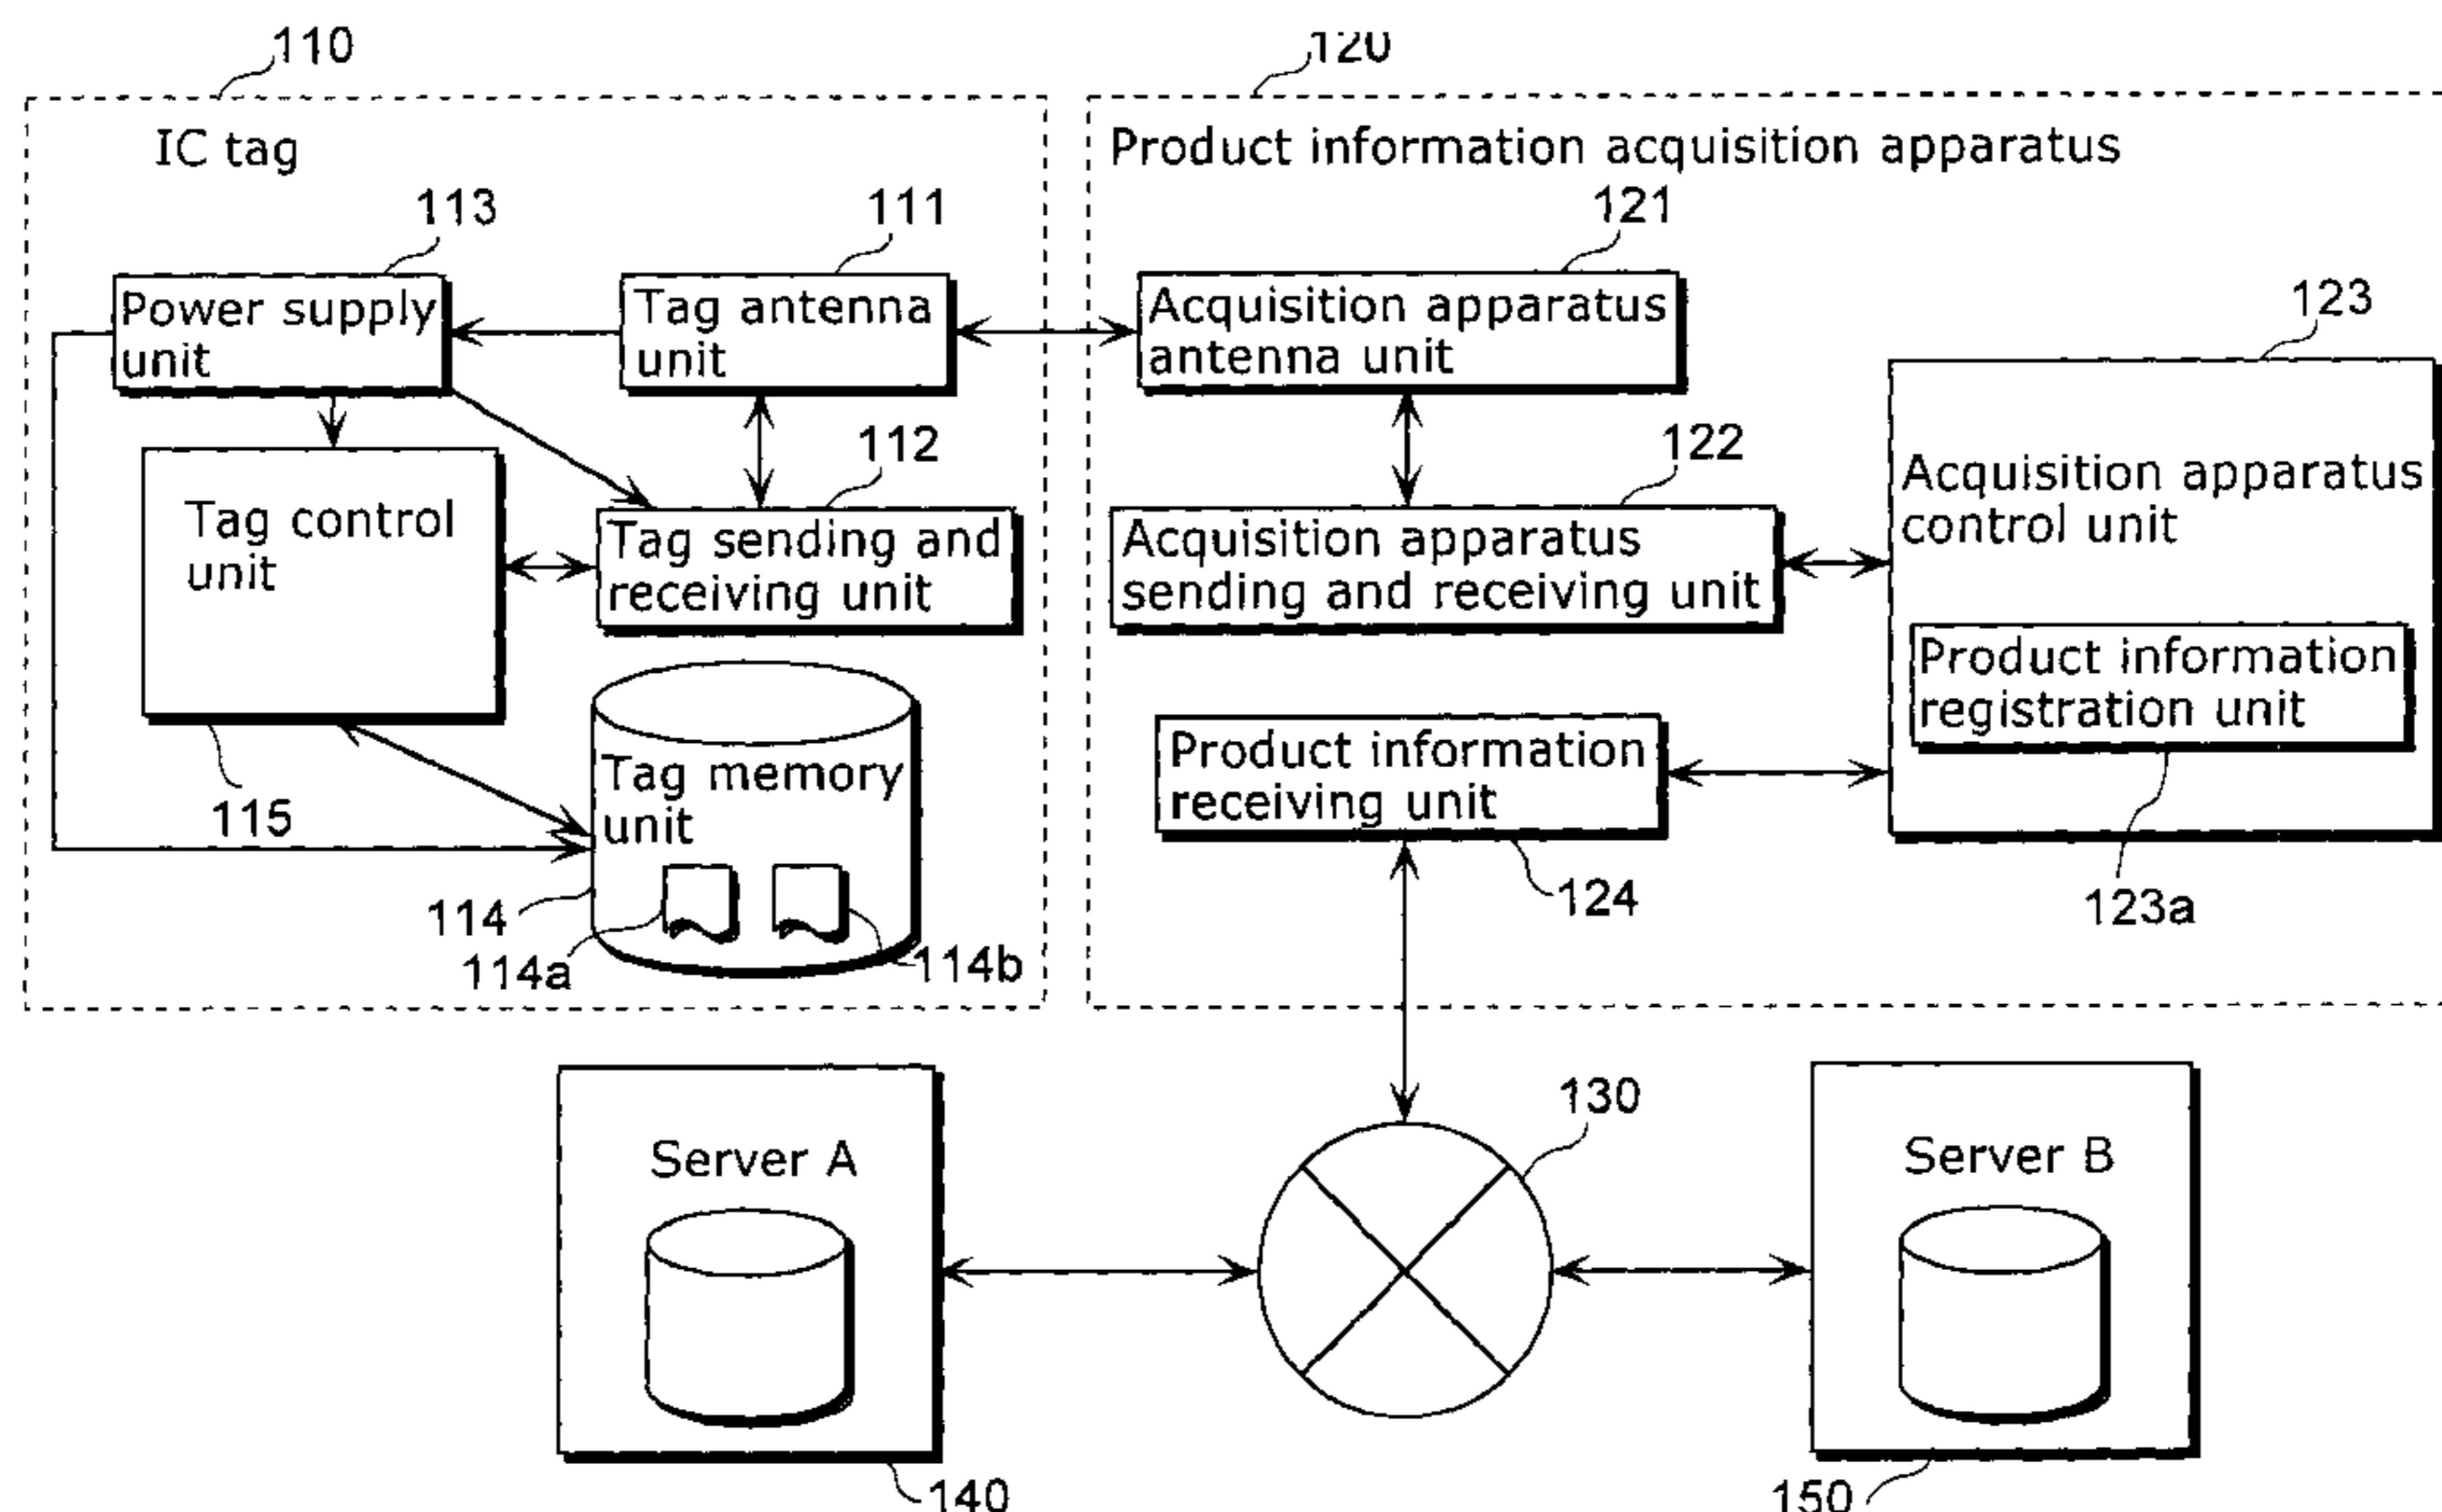 110
120
IC tag
Product information acquisition apparatus
113
111
121
123
Power supply
unit
Tag antenna
unit
Acquisition apparatus
antenna unit
112
122
Tag control
unit
Tag sending and
receiving unit
Acquisition apparatus
sending and receiving unit
Acquisition apparatus
control unit
Product information
registration unit
Product information
receiving unit
Tag memory
unit
115
114
114a
114b
124
123a
130
Server A
Server B
140
150